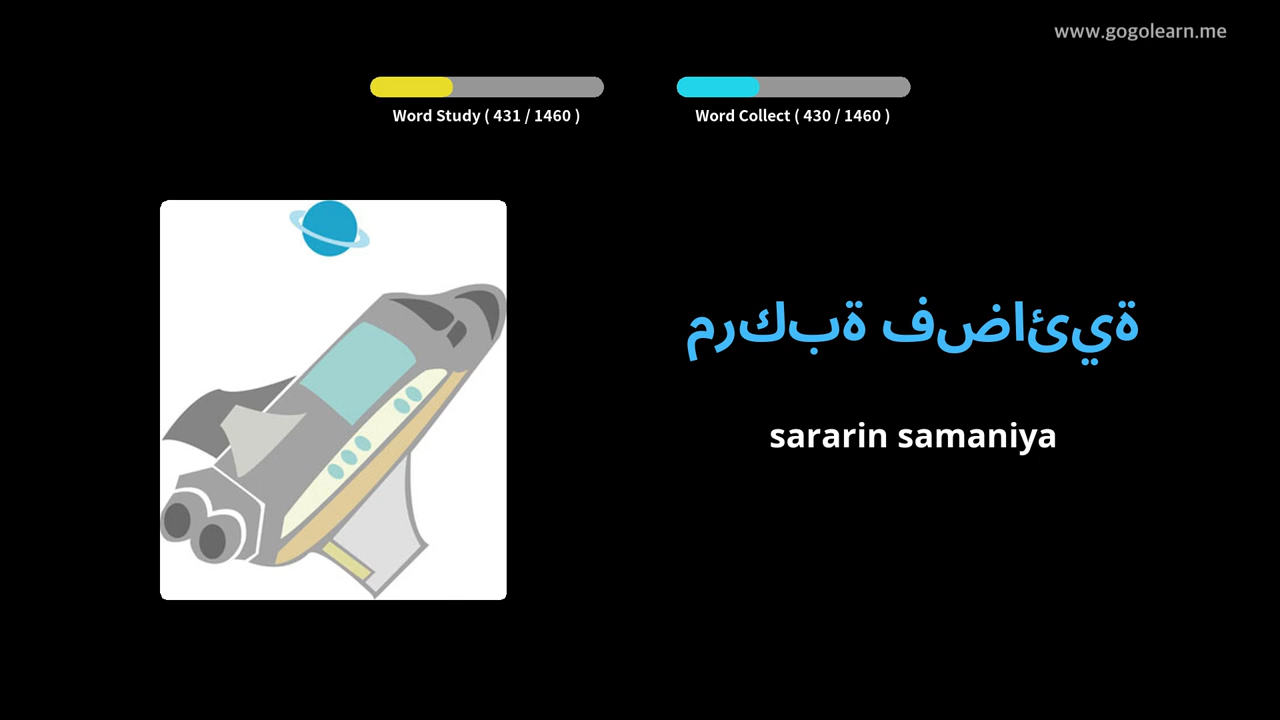 www.gogolearn.me
Word Study ( 431 / 1460 )
Word Collect ( 430 / 1460 )
مركبة فضائية
sararin samaniya